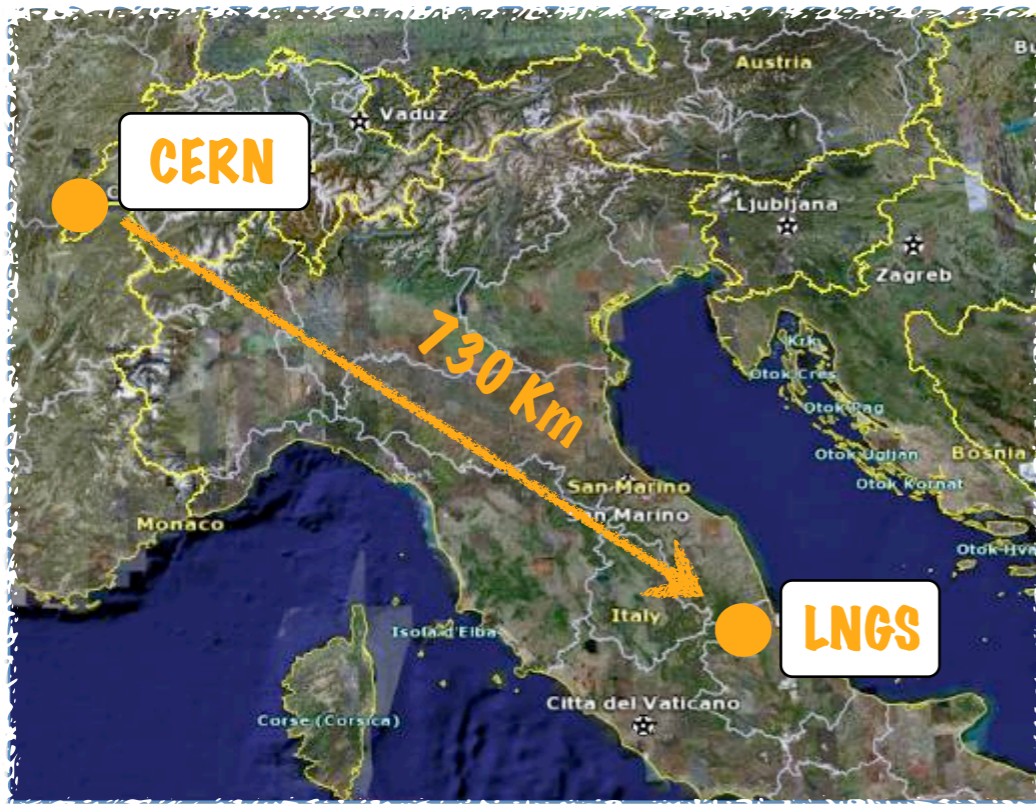 Bu
Austria
Vaduz
CERN
Ljubljana
Zagreb
730 Km
Krk
Otok Cres
Otok Pag
Otok Ugljan
Bosnia
Otok Kornat
San Marino
San Marino
Monaco
Otok Hva
Italy
LNGS
Isola d'Elba
Citta del Vaticano
Corse (Corsica)